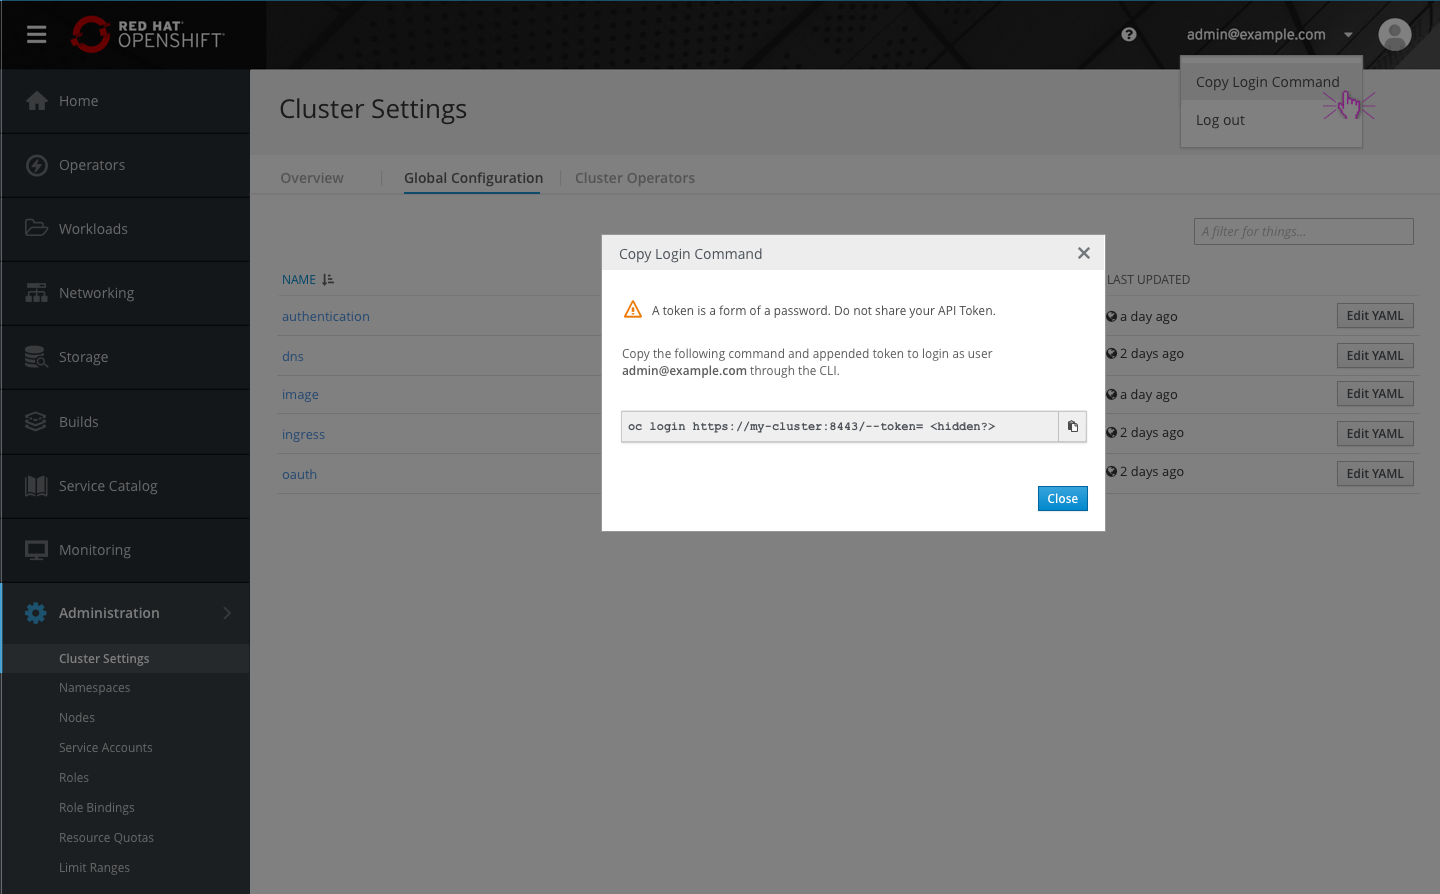 RED HAT®
OPENSHIFT®
admin@example.com
Copy Login Command
Log out
Home
Operators
Workloads
Networking
Storage
Builds
Service Catalog
Monitoring
Administration
Cluster Settings
Namespaces
Nodes
Service Accounts
Roles
Role Bindings
Resource Quotas
Limit Ranges
Cluster Settings
Overview
Global Configuration
Cluster Operators
A filter for things...
NAME LAST UPDATED
authentication a day ago Edit YAML
dns 2 days ago Edit YAML
image a day ago Edit YAML
ingress 2 days ago Edit YAML
oauth 2 days ago Edit YAML
Copy Login Command
A token is a form of a password. Do not share your API Token.
Copy the following command and appended token to login as user
admin@example.com through the CLI.
oc login https://my-cluster:8443/--token= <hidden?>
Close